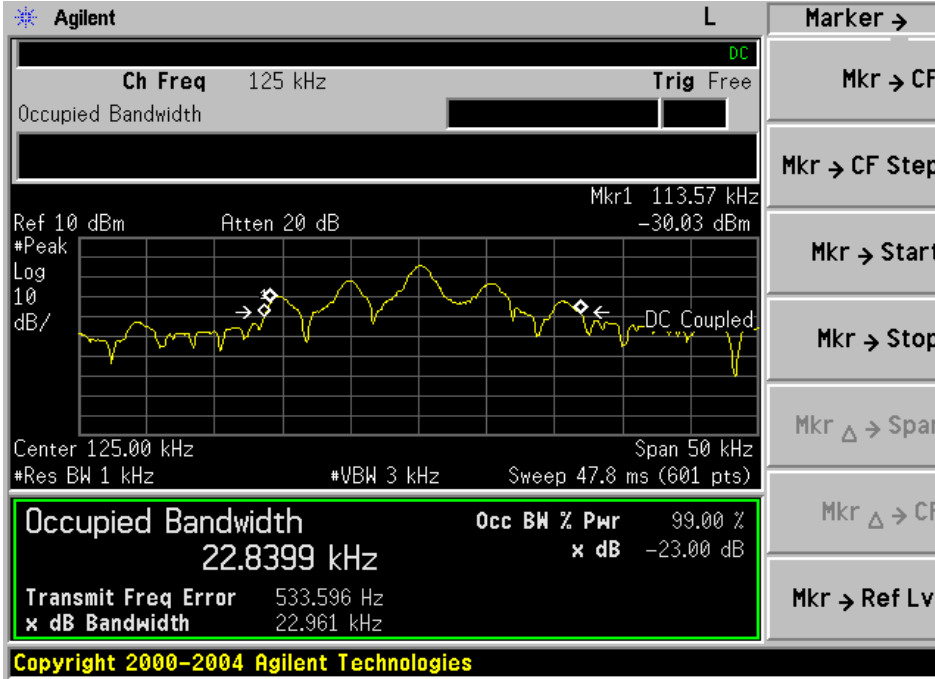 Agilent L Marker →
DC
Ch Freq 125 kHz Trig Free
Occupied Bandwidth
Mkr → CF
Mkr → CF Step
Mkr1 113.57 kHz
Ref 10 dBm Atten 20 dB -30.03 dBm
#Peak
Log
10
dB/
1
DC Coupled
Mkr → Start
Mkr → Stop
Center 125.00 kHz Span 50 kHz
#Res BW 1 kHz #VBW 3 kHz Sweep 47.8 ms (601 pts)
Mkr △ → Span
Occupied Bandwidth Occ BW % Pwr 99.00 %
22.8399 kHz x dB -23.00 dB
Mkr △ → CF
Transmit Freq Error 533.596 Hz
x dB Bandwidth 22.961 kHz
Mkr → Ref Lv
Copyright 2000-2004 Agilent Technologies